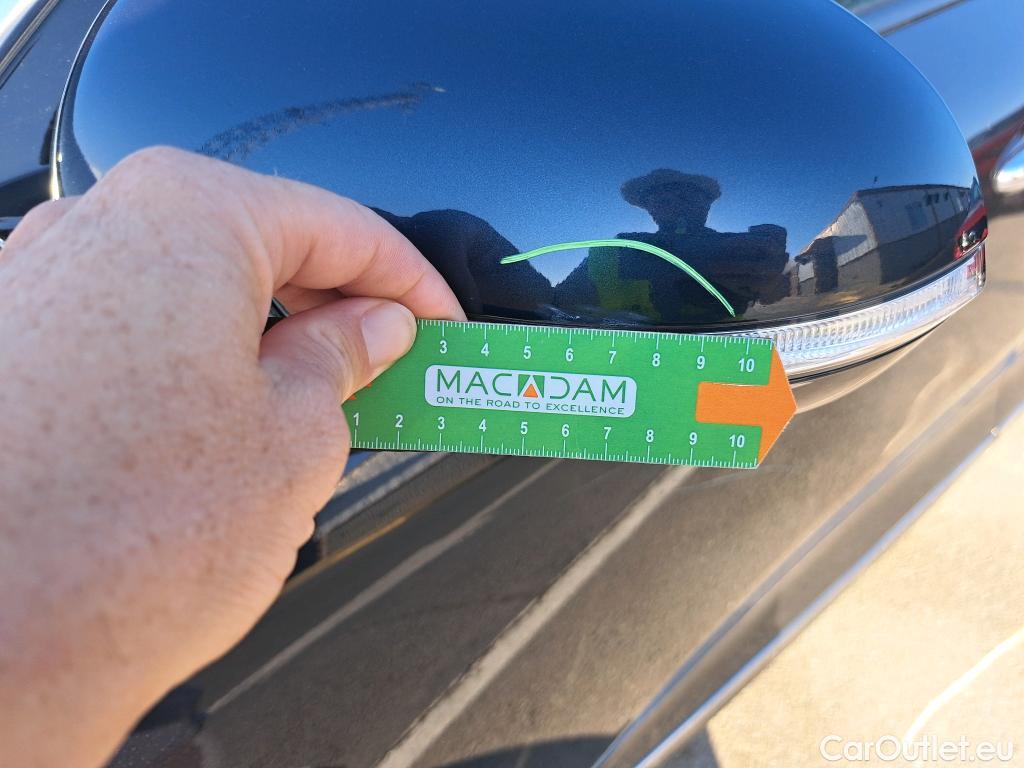 3 4 5 6 7 8 9 10
MACADAM
ON THE ROAD TO EXCELLENCE
1 2 3 4 5 6 7 8 9 10
CarOutlet.eu